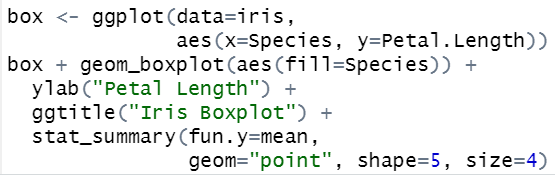 box <- ggplot(data=iris,
              aes(x=Species, y=Petal.Length))
box + geom_boxplot(aes(fill=Species)) +
  ylab("Petal Length") +
  ggtitle("Iris Boxplot") +
  stat_summary(fun.y=mean,
               geom="point", shape=5, size=4)